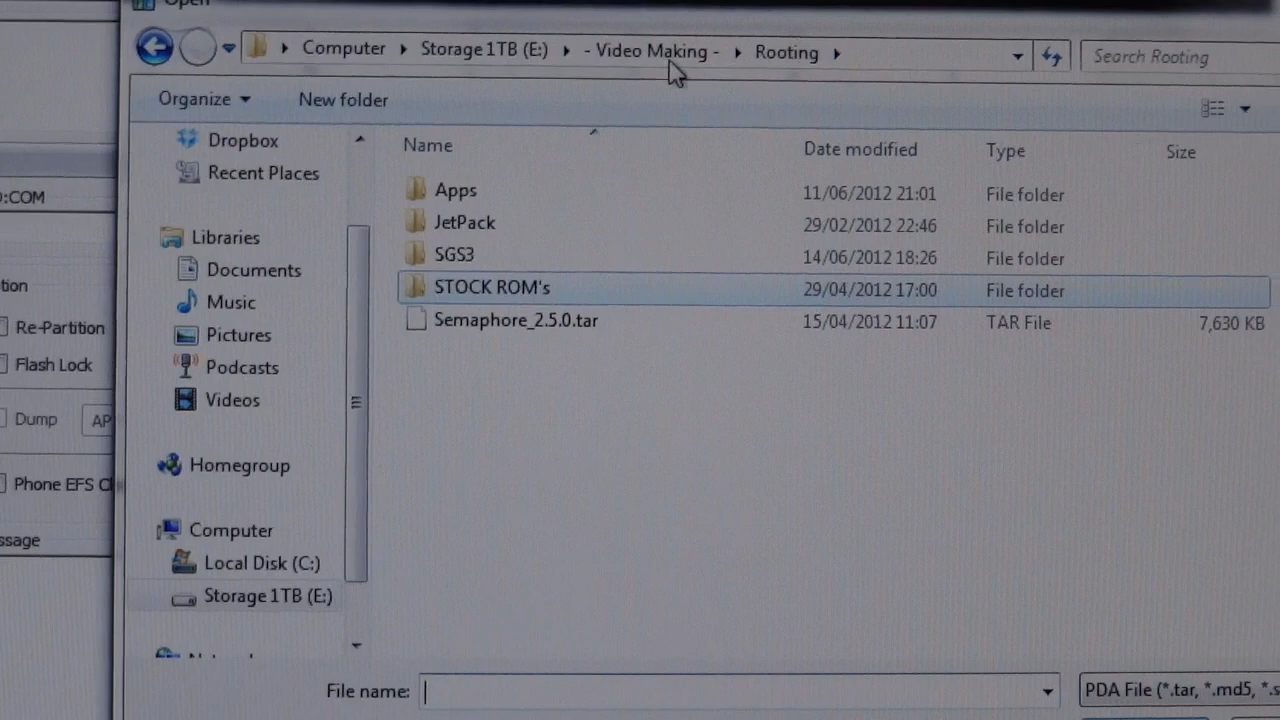 Open
Computer Storage 1TB (E:) - Video Making - Rooting
Search Rooting
Organize New folder
Dropbox
Recent Places
Libraries
Documents
Music
Pictures
Podcasts
Videos
Homegroup
Computer
Local Disk (C:)
Storage 1TB (E:)
Name Date modified Type Size
Apps 11/06/2012 21:01 File folder
JetPack 29/02/2012 22:46 File folder
SGS3 14/06/2012 18:26 File folder
STOCK ROM's 29/04/2012 17:00 File folder
Semaphore_2.5.0.tar 15/04/2012 11:07 TAR File 7,630 KB
File name:
PDA File (*.tar, *.md5, *.s
:COM
tion
Re-Partition
Flash Lock
Dump AP
Phone EFS C
ssage